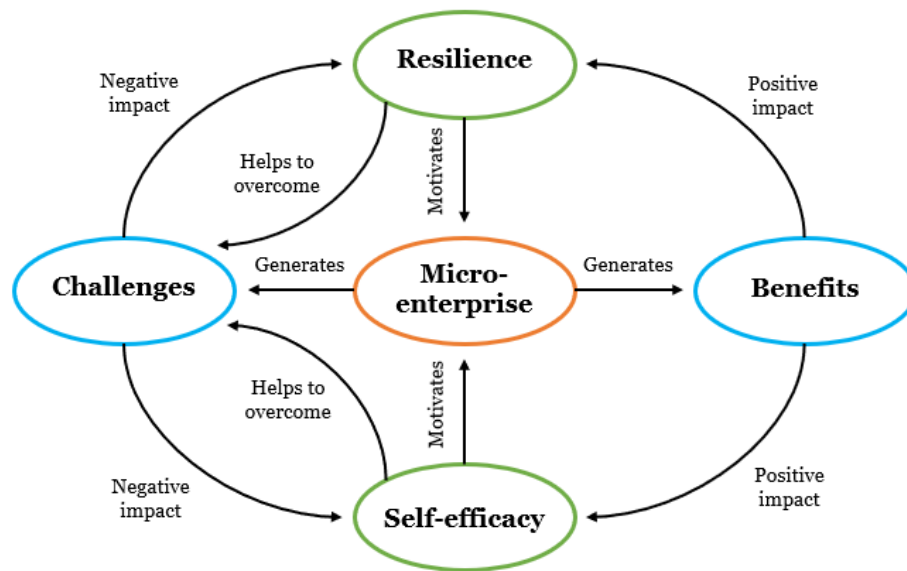 Resilience
Negative
impact
Positive
impact
Motivates
Helps to
overcome
Challenges
Generates
Micro-
enterprise
Generates
Benefits
Helps to
overcome
Motivates
Negative
impact
Self-efficacy
Positive
impact